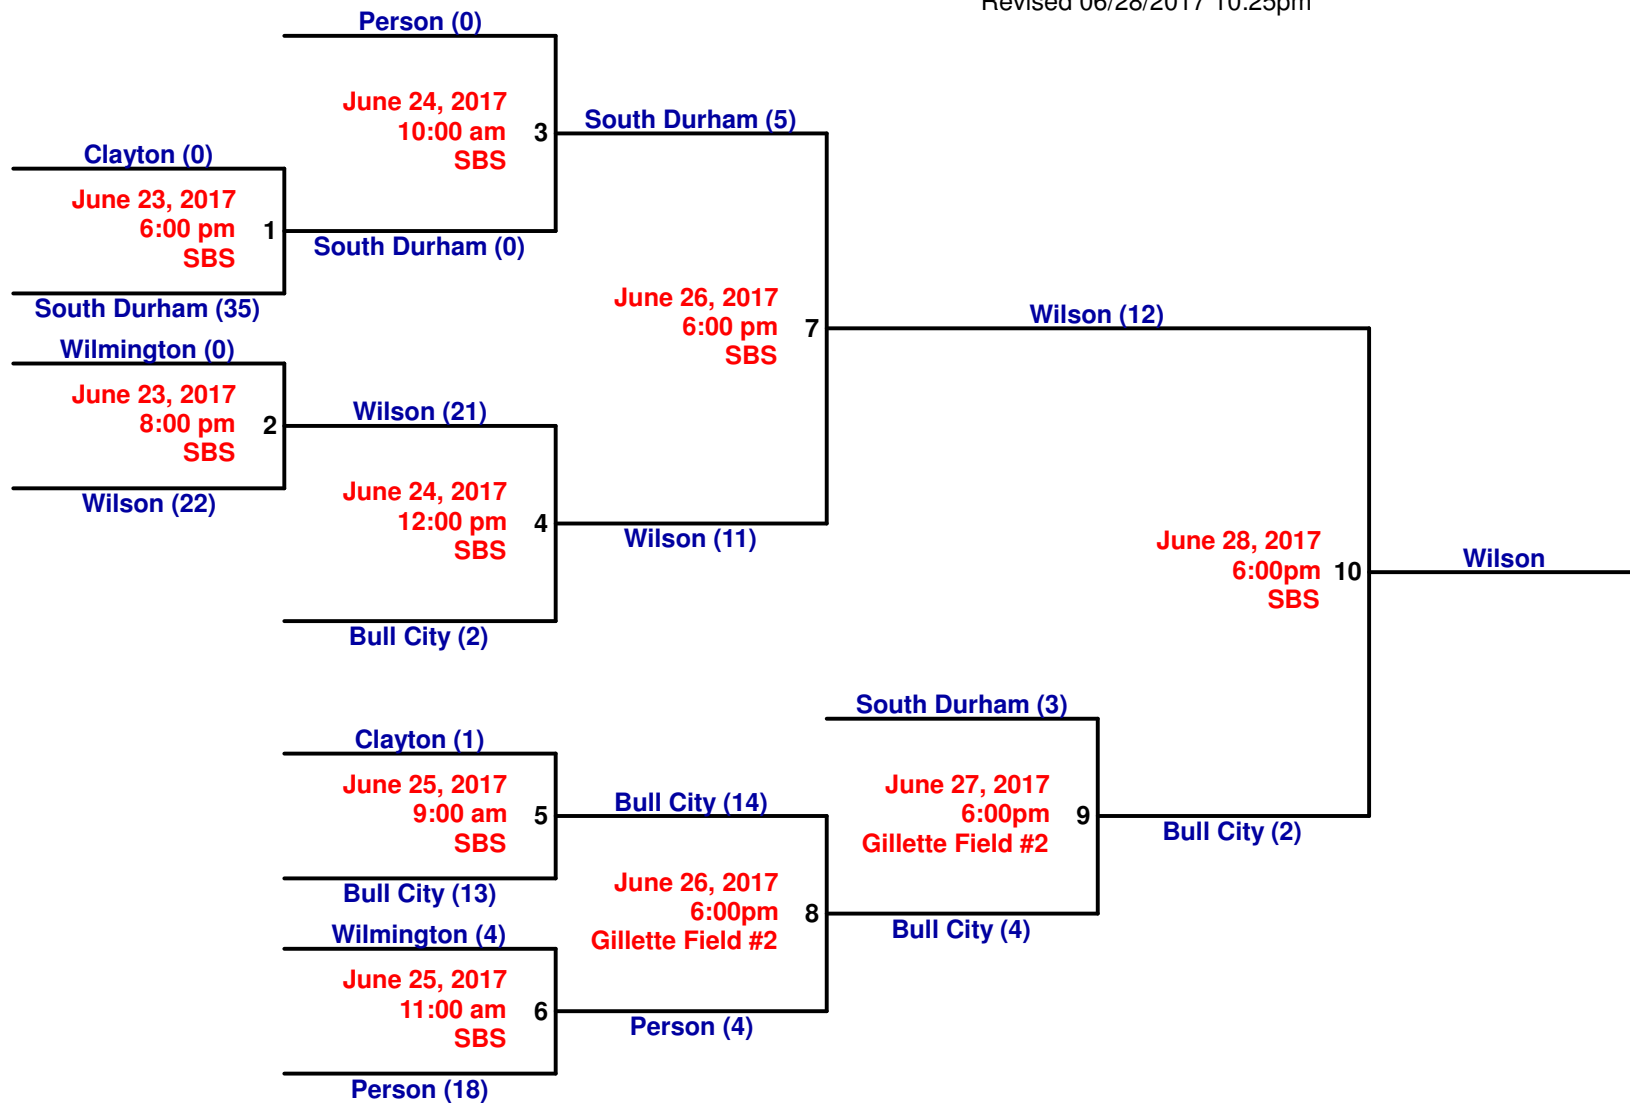 Revised 06/28/2017 10:25pm
Person (0)
June 24, 2017
10:00 am
SBS
3
South Durham (5)
Clayton (0)
June 23, 2017
6:00 pm
SBS
1
South Durham (0)
South Durham (35)
June 26, 2017
6:00 pm
SBS
7
Wilson (12)
Wilmington (0)
June 23, 2017
8:00 pm
SBS
2
Wilson (21)
Wilson (22)
June 24, 2017
12:00 pm
SBS
4
Wilson (11)
Bull City (2)
June 28, 2017
6:00pm
SBS
10
Wilson
South Durham (3)
Clayton (1)
June 25, 2017
9:00 am
SBS
5
Bull City (14)
June 27, 2017
6:00pm
Gillette Field #2
9
Bull City (2)
Bull City (13)
June 26, 2017
6:00pm
Gillette Field #2
8
Bull City (4)
Wilmington (4)
June 25, 2017
11:00 am
SBS
6
Person (4)
Person (18)